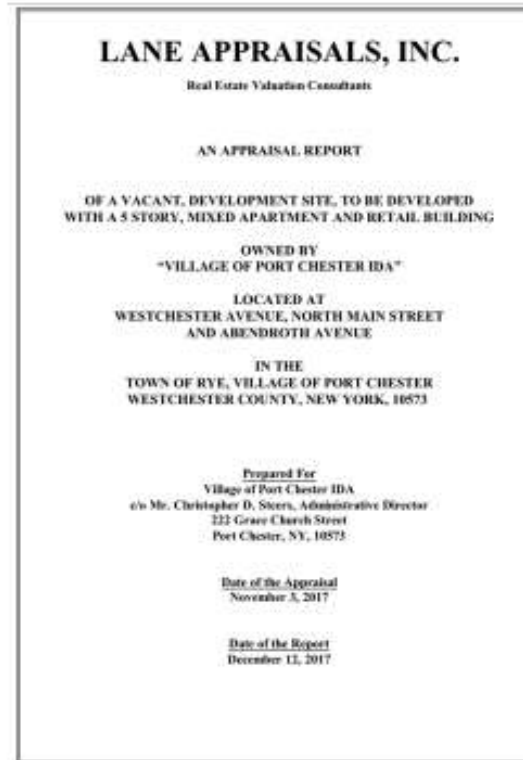 LANE APPRAISALS, INC.
Real Estate Valuation Consultants
AN APPRAISAL REPORT
OF A VACANT, DEVELOPMENT SITE, TO BE DEVELOPED
WITH A 5 STORY, MIXED APARTMENT AND RETAIL BUILDING
OWNED BY
"VILLAGE OF PORT CHESTER IDA"
LOCATED AT
WESTCHESTER AVENUE, NORTH MAIN STREET
AND ABENDROTH AVENUE
IN THE
TOWN OF RYE, VILLAGE OF PORT CHESTER
WESTCHESTER COUNTY, NEW YORK, 10573
Prepared For
Village of Port Chester IDA
c/o Mr. Christopher D. Steers, Administrative Director
222 Grace Church Street
Port Chester, NY, 10573
Date of the Appraisal
November 3, 2017
Date of the Report
December 12, 2017